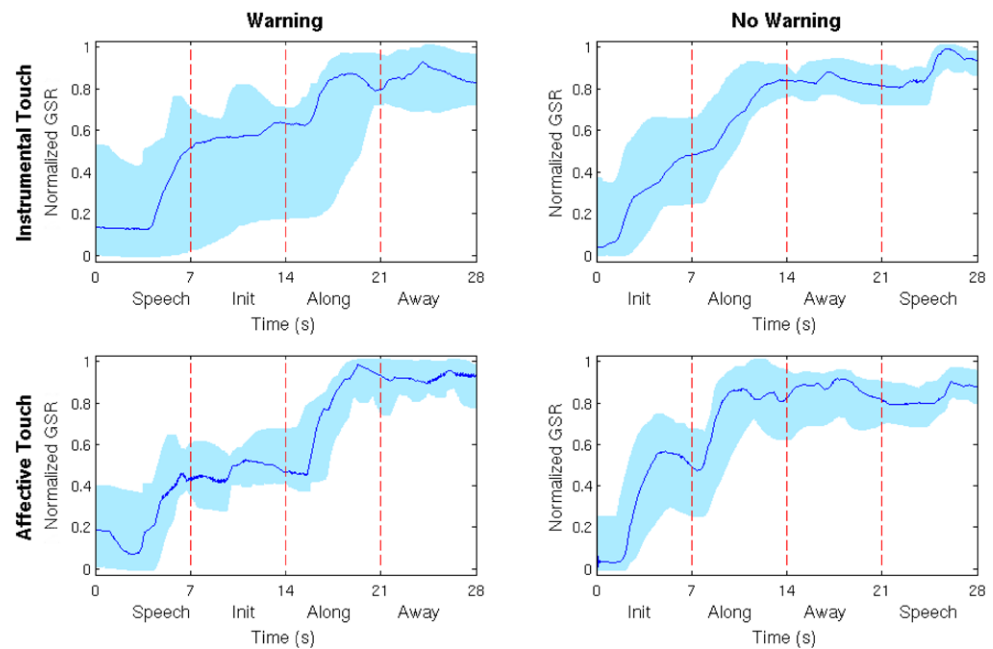 Warning
No Warning
Instrumental Touch
Normalized GSR
1
0.8
0.6
0.4
0.2
0
0 7 14 21 28
Speech Init Along Away
Time (s)
Normalized GSR
1
0.8
0.6
0.4
0.2
0
0 7 14 21 28
Init Along Away Speech
Time (s)
Affective Touch
Normalized GSR
1
0.8
0.6
0.4
0.2
0
0 7 14 21 28
Speech Init Along Away
Time (s)
Normalized GSR
1
0.8
0.6
0.4
0.2
0
0 7 14 21 28
Init Along Away Speech
Time (s)